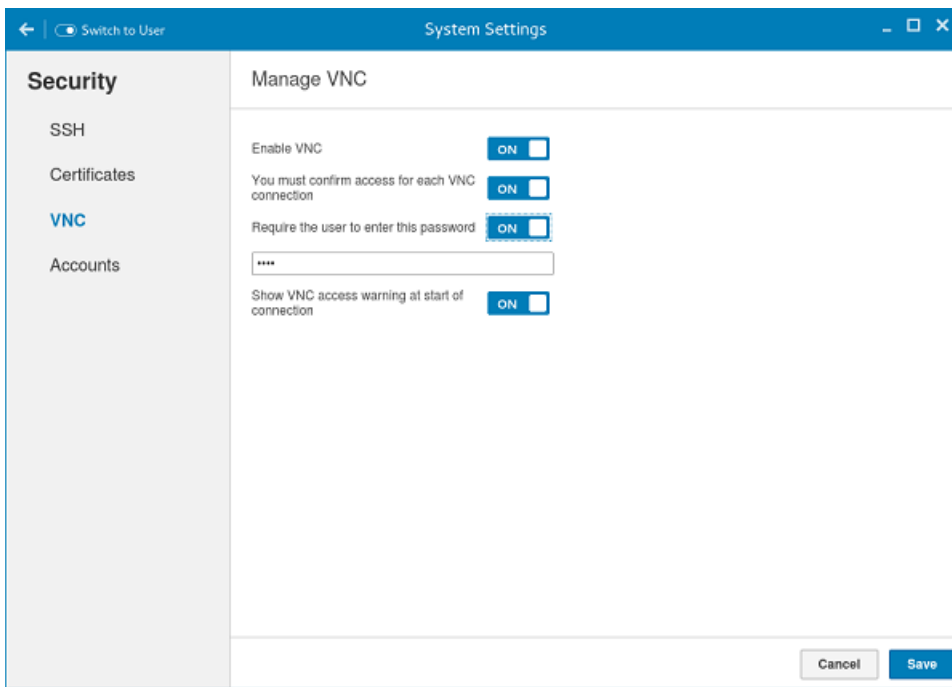 Switch to User
System Settings
Security
SSH
Certificates
VNC
Accounts
Manage VNC
Enable VNC
ON
You must confirm access for each VNC
connection
ON
Require the user to enter this password
ON
••••
Show VNC access warning at start of
connection
ON
Cancel
Save